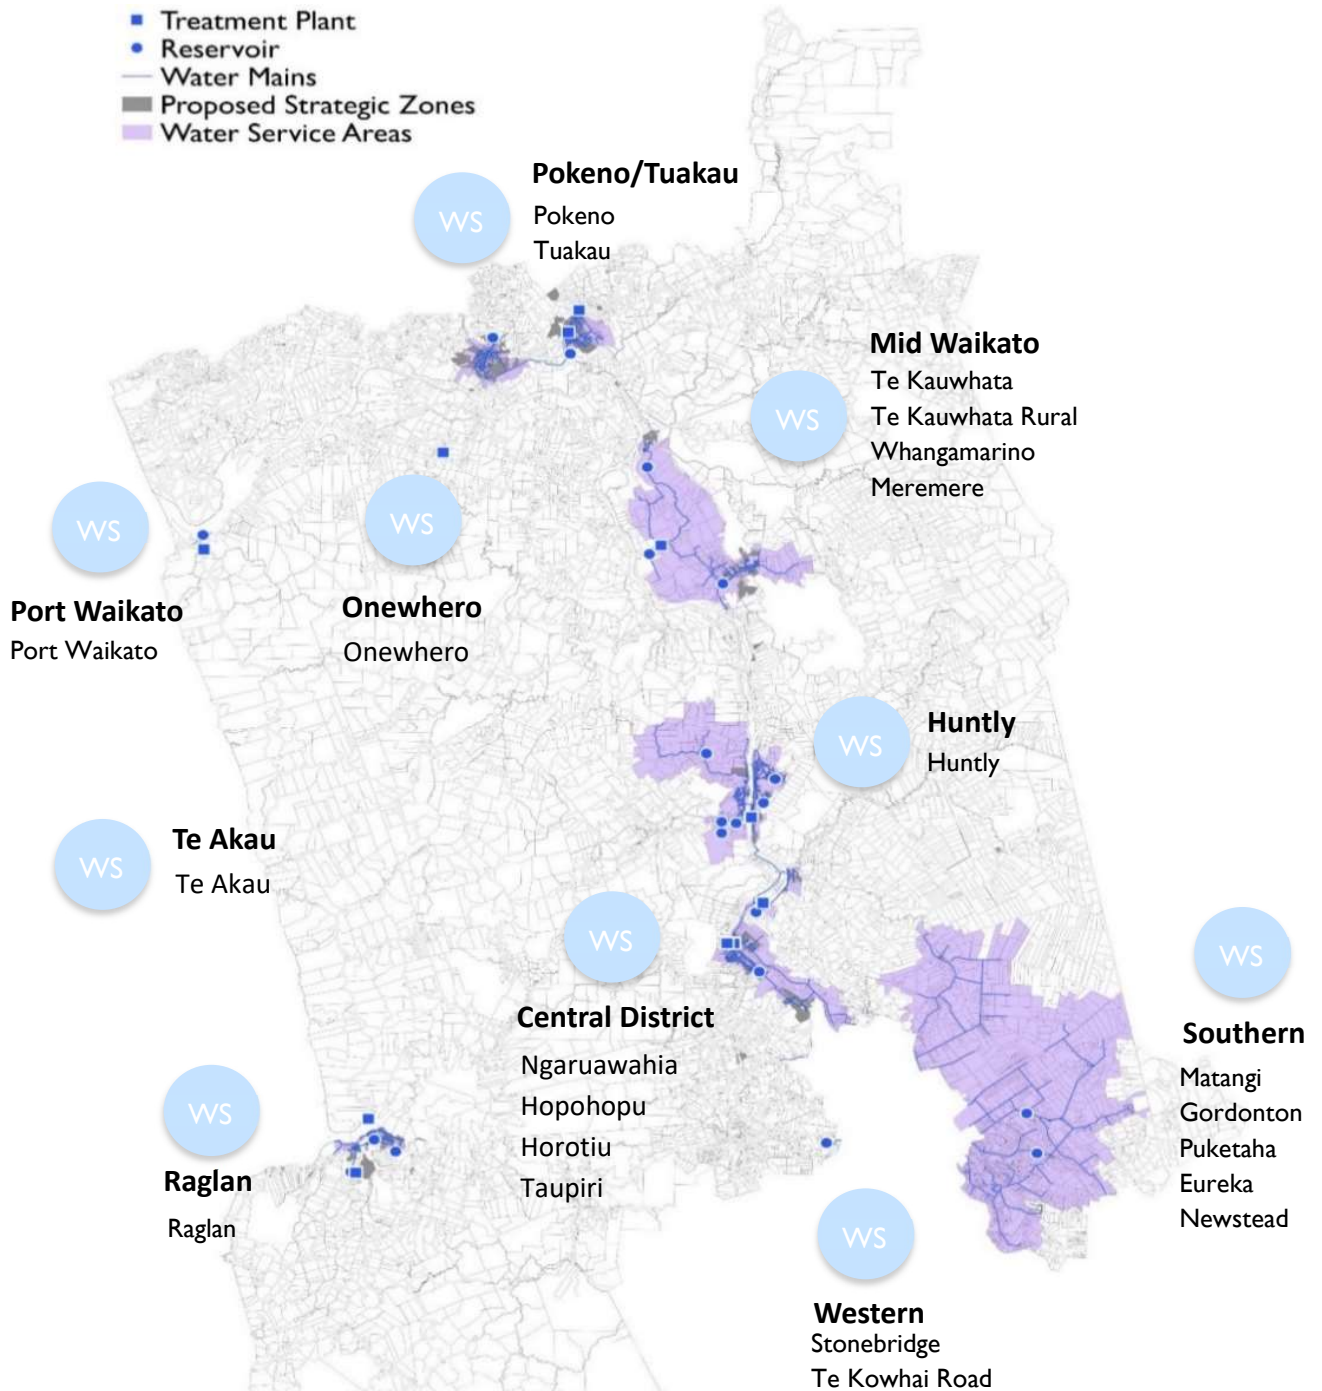 Treatment Plant
Reservoir
Water Mains
Proposed Strategic Zones
Water Service Areas
WS
Pokeno/Tuakau
Pokeno
Tuakau
WS
Mid Waikato
Te Kauwhata
Te Kauwhata Rural
Whangamarino
Meremere
WS
Port Waikato
Port Waikato
WS
Onewhero
Onewhero
WS
Huntly
Huntly
WS
Te Akau
Te Akau
WS
Central District
Ngaruawahia
Hopohopu
Horotiu
Taupiri
WS
Southern
Matangi
Gordonton
Puketaha
Eureka
Newstead
WS
Raglan
Raglan
WS
Western
Stonebridge
Te Kowhai Road